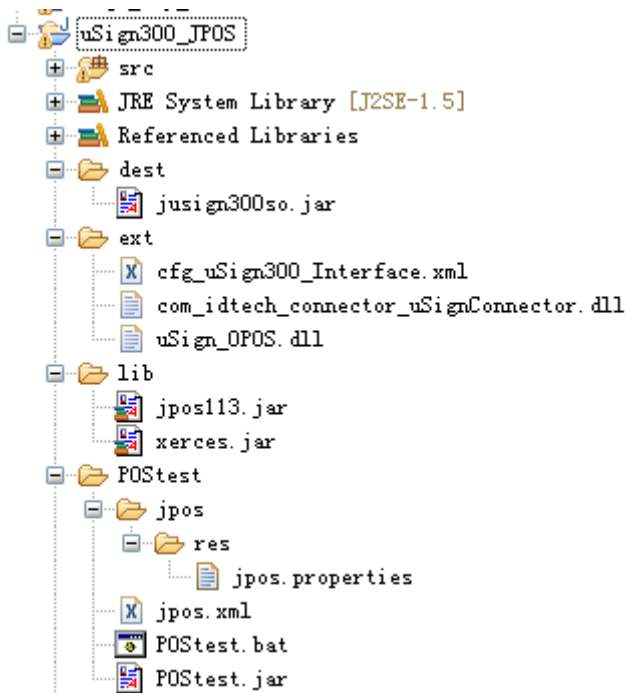 uSign300_JPOS
src
JRE System Library [J2SE-1.5]
Referenced Libraries
dest
jusign300so.jar
ext
cfg_uSign300_Interface.xml
com_idtech_connector_uSignConnector.dll
uSign_OPOS.dll
lib
jpos113.jar
xerces.jar
POStest
jpos
res
jpos.properties
jpos.xml
POStest.bat
POStest.jar